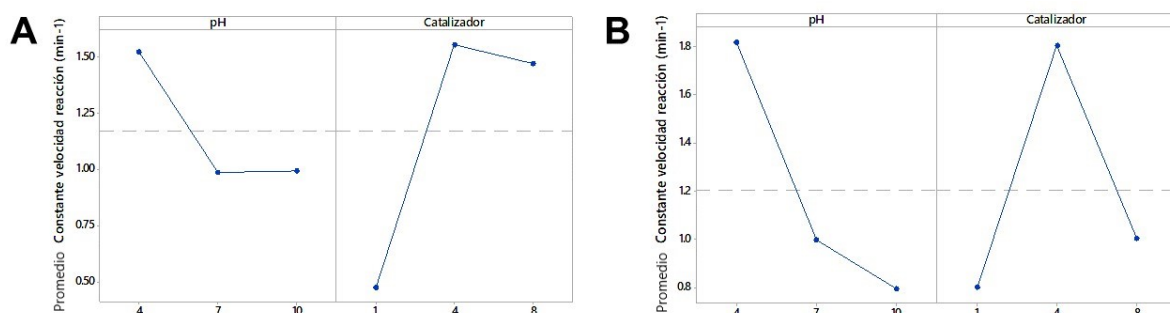 A
pH
Catalizador
Promedio Constante velocidad reacción (min-1)
1.50
1.25
1.00
0.75
0.50
4
7
10
1
4
8
B
pH
Catalizador
Promedio Constante velocidad reacción (min-1)
1.8
1.6
1.4
1.2
1.0
0.8
4
7
10
1
4
8